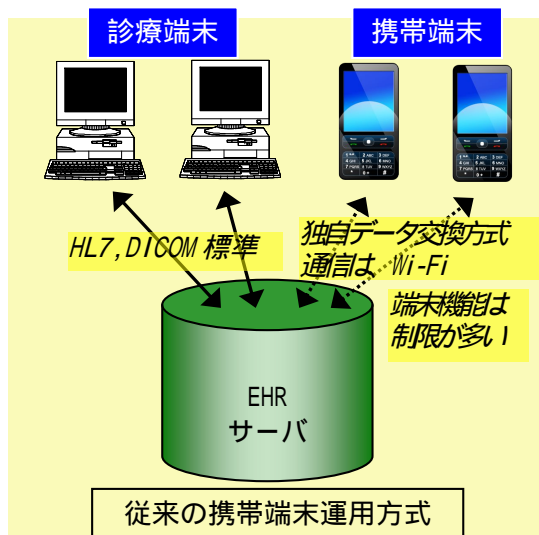 診療端末
携帯端末
HL7,DICOM 標準
独自データ交換方式
通信は Wi-Fi
端末機能は
制限が多い
EHR
サーバ
従来の携帯端末運用方式